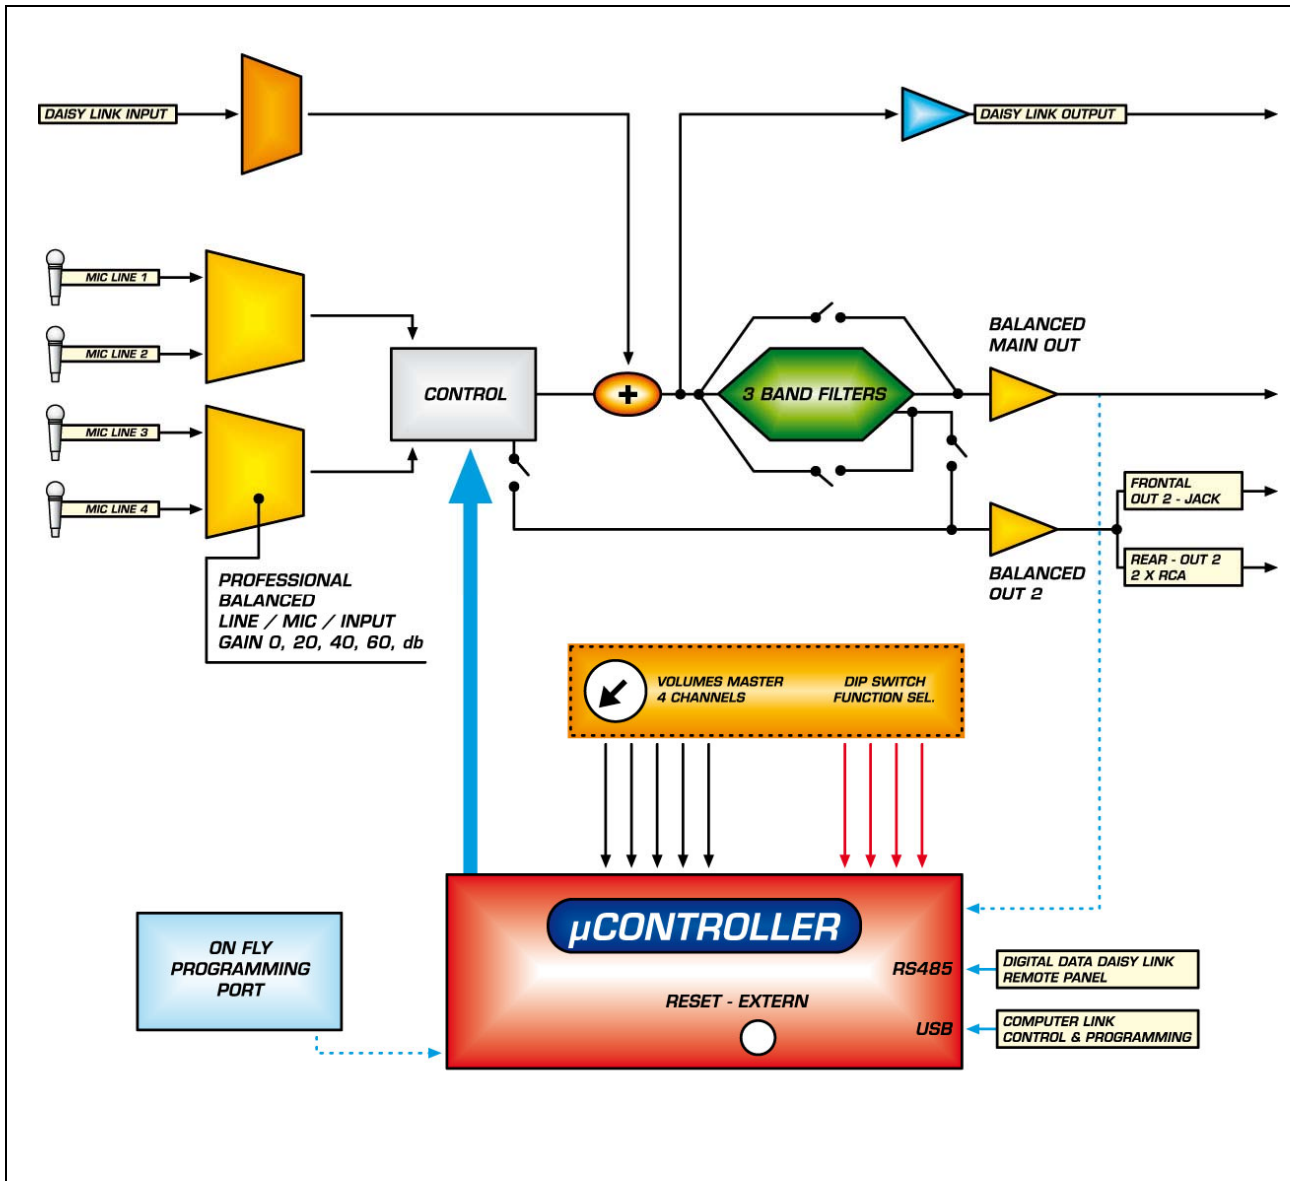 DAISY LINK INPUT
DAISY LINK OUTPUT
MIC LINE 1
MIC LINE 2
MIC LINE 3
MIC LINE 4
CONTROL
+
3 BAND FILTERS
BALANCED
MAIN OUT
FRONTAL
OUT 2 - JACK
REAR - OUT 2
2 X RCA
BALANCED
OUT 2
PROFESSIONAL
BALANCED
LINE / MIC / INPUT
GAIN 0, 20, 40, 60, db
VOLUMES MASTER
4 CHANNELS
DIP SWITCH
FUNCTION SEL.
µCONTROLLER
RS485
RESET - EXTERN
USB
ON FLY
PROGRAMMING
PORT
DIGITAL DATA DAISY LINK
REMOTE PANEL
COMPUTER LINK
CONTROL & PROGRAMMING